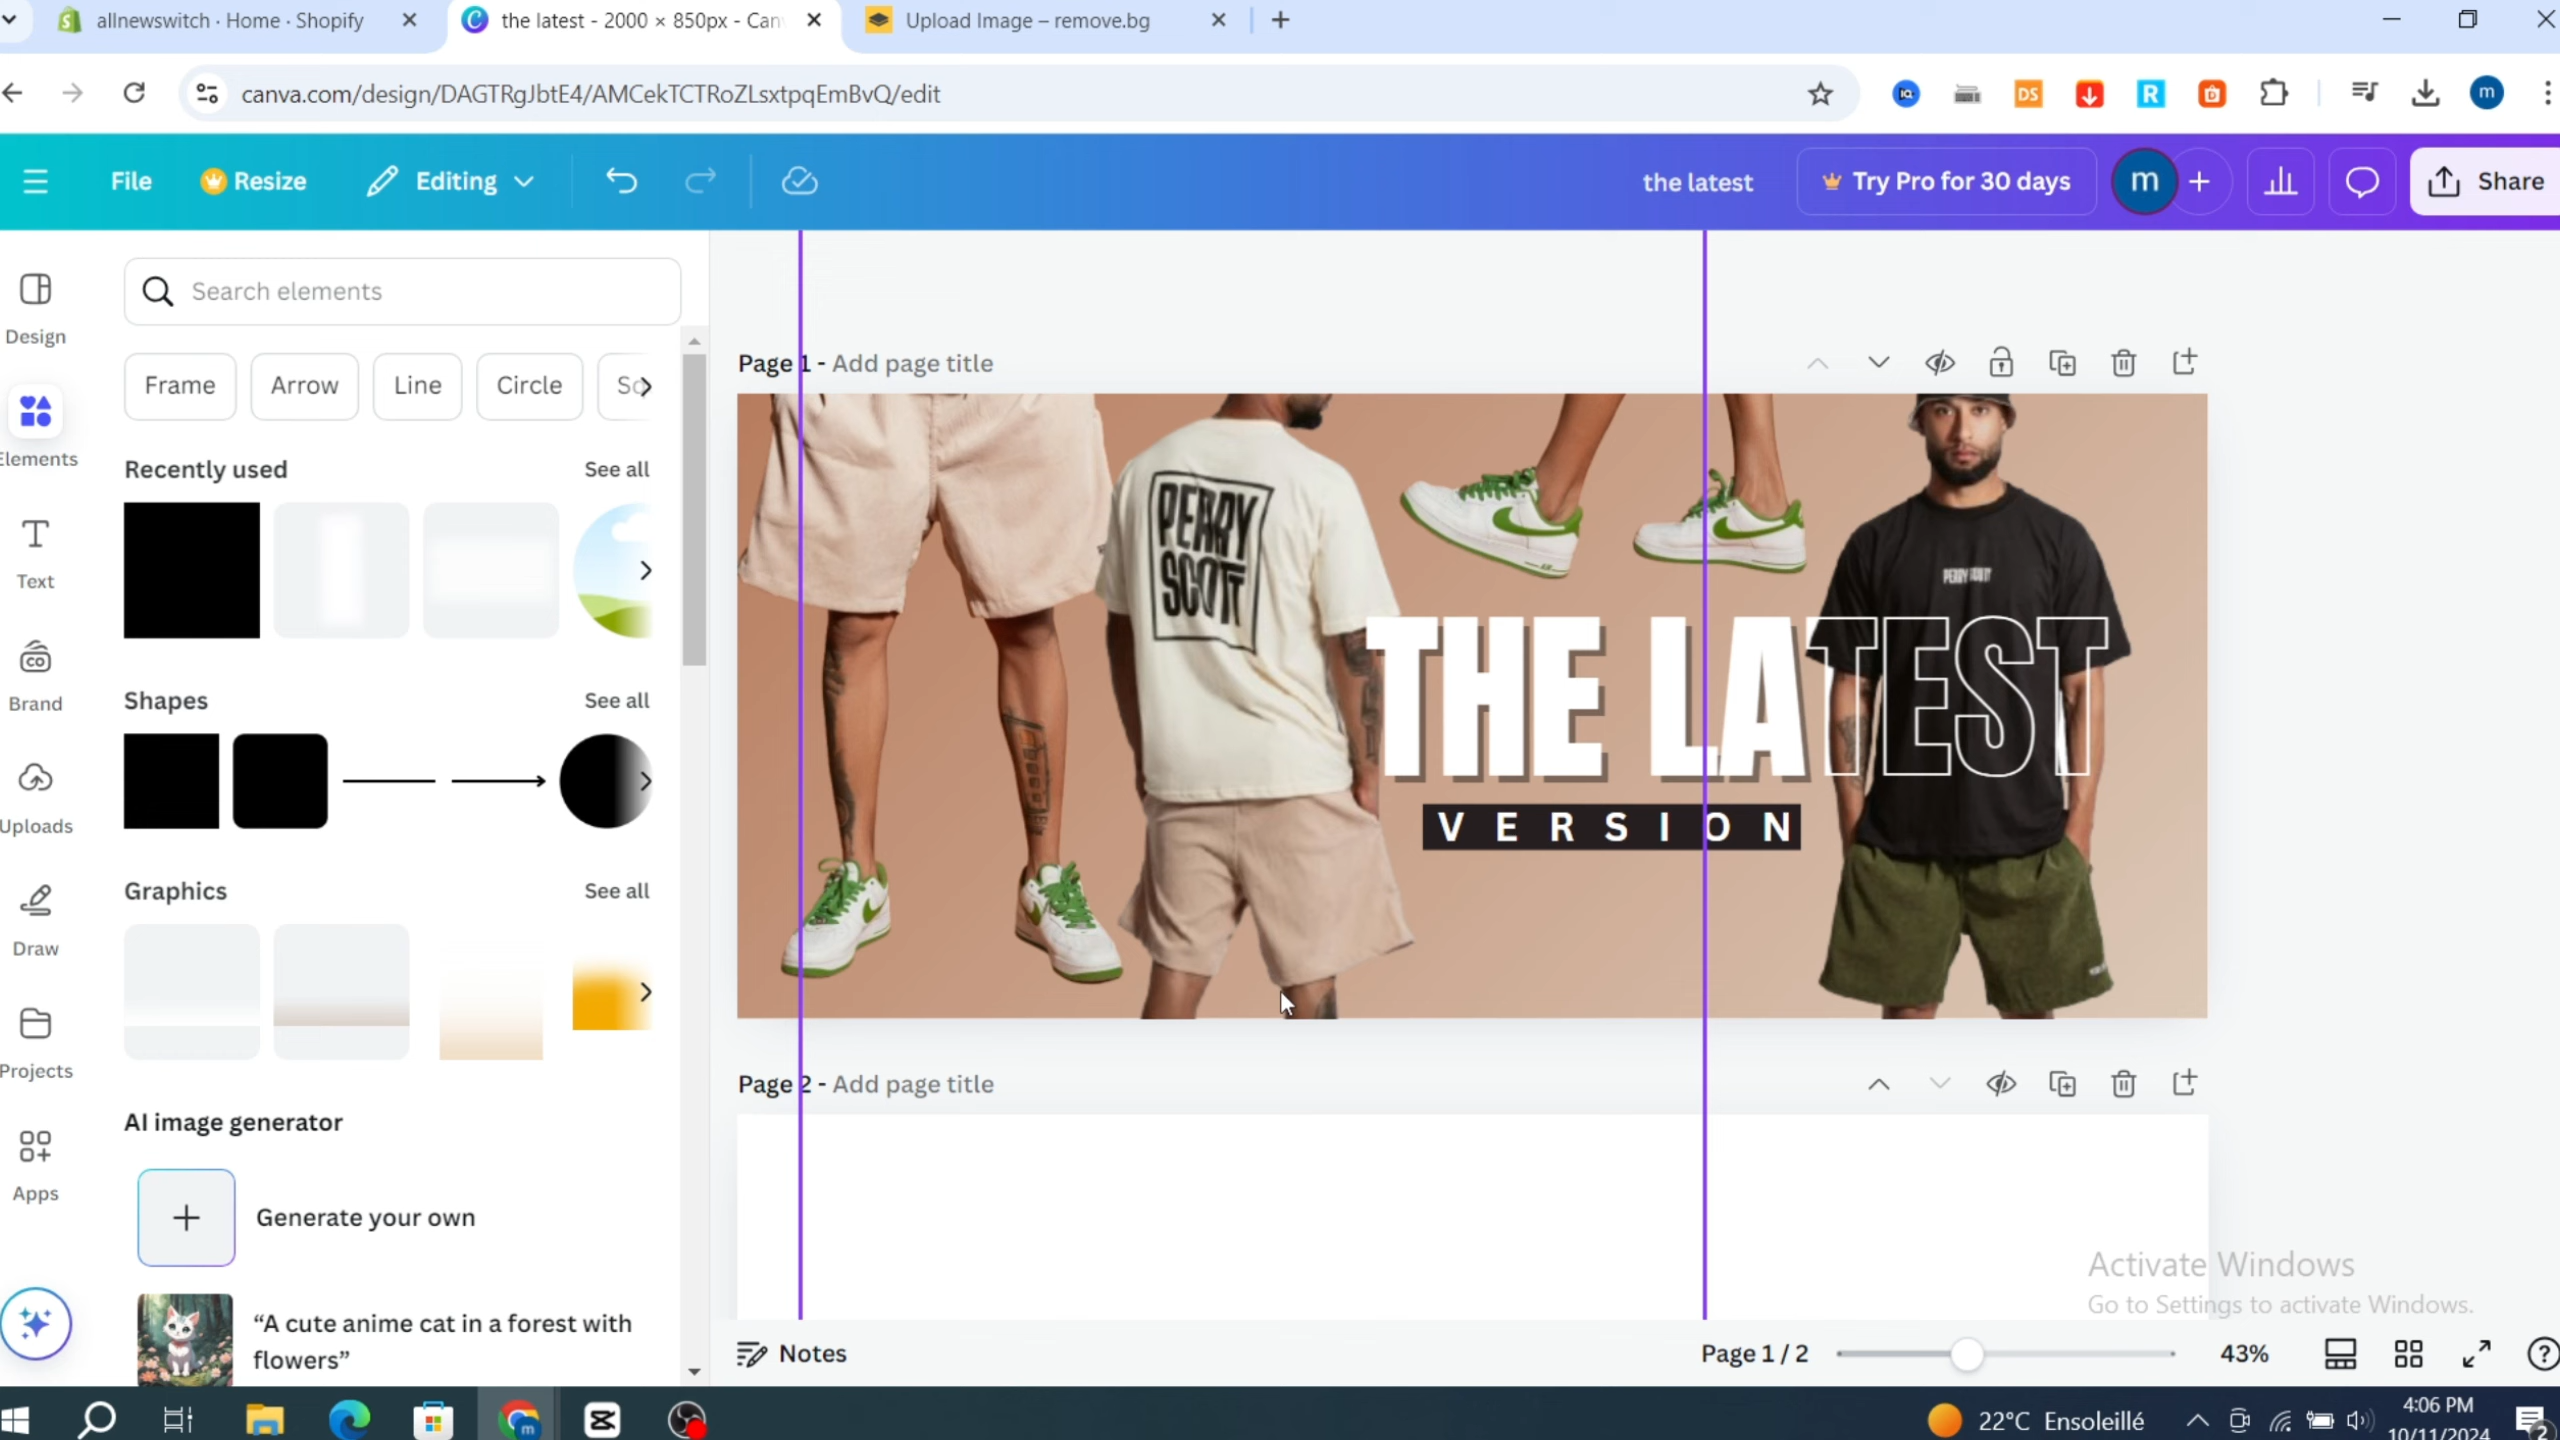 allnewswitch · Home · Shopify
the latest - 2000 × 850px - Can
Upload Image – remove.bg
canva.com/design/DAGTRgJbtE4/AMCekTCTRoZLsxtpqEmBvQ/edit
DS
R
m
File
Resize
Editing
the latest
Try Pro for 30 days
m
Share
Search elements
Design
Frame
Arrow
Line
Circle
Elements
Recently used
See all
Text
Brand
Shapes
See all
Uploads
Graphics
See all
Draw
Projects
AI image generator
Apps
Generate your own
“A cute anime cat in a forest with
flowers”
Page 1 - Add page title
PERRY
SCOTT
THE LATEST
VERSION
Page 2 - Add page title
Activate Windows
Go to Settings to activate Windows.
Notes
Page 1 / 2
43%
22°C Ensoleillé
4:06 PM
10/11/2024
2